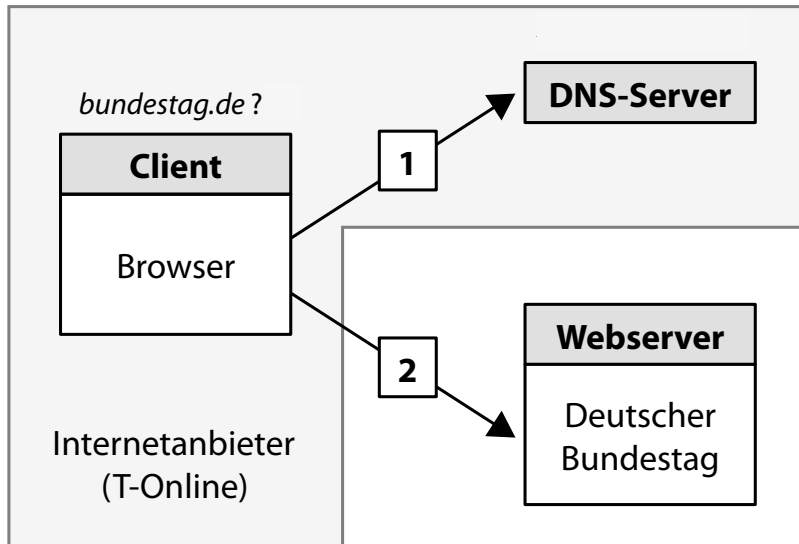 bundestag.de ?
DNS-Server
Client
1
Browser
Webserver
2
Deutscher
Bundestag
Internetanbieter
(T-Online)